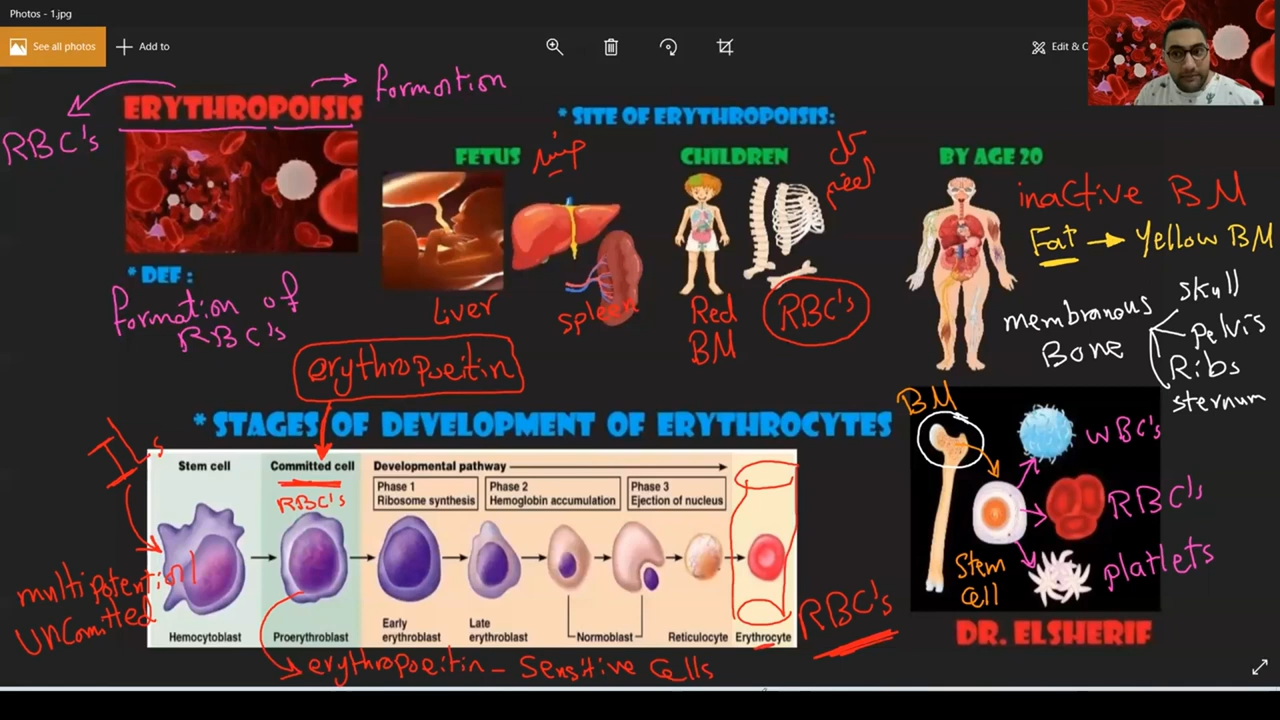 Photos - 1.jpg
See all photos
Add to
Edit & C
ERYTHROPOISIS
Formation
RBC's
* DEF :
Formation of
RBC's
* SITE OF ERYTHROPOISIS:
FETUS
Liver
spleen
CHILDREN
Red
BM
RBC's
BY AGE 20
inactive BM
Fat → Yellow BM
membranous
Bone
skull
pelvis
Ribs
sternum
erythropoeitin
* STAGES OF DEVELOPMENT OF ERYTHROCYTES
ILs
multipotential
UnCommitted
Stem cell
Committed cell
RBC's
Developmental pathway
Phase 1
Ribosome synthesis
Phase 2
Hemoglobin accumulation
Phase 3
Ejection of nucleus
Hemocytoblast
Proerythroblast
Early
erythroblast
Late
erythroblast
Normoblast
Reticulocyte
Erythrocyte
RBC's
erythropoeitin - Sensitive Cells
BM
Stem
Cell
WBC's
RBC's
platlets
DR. ELSHERIF